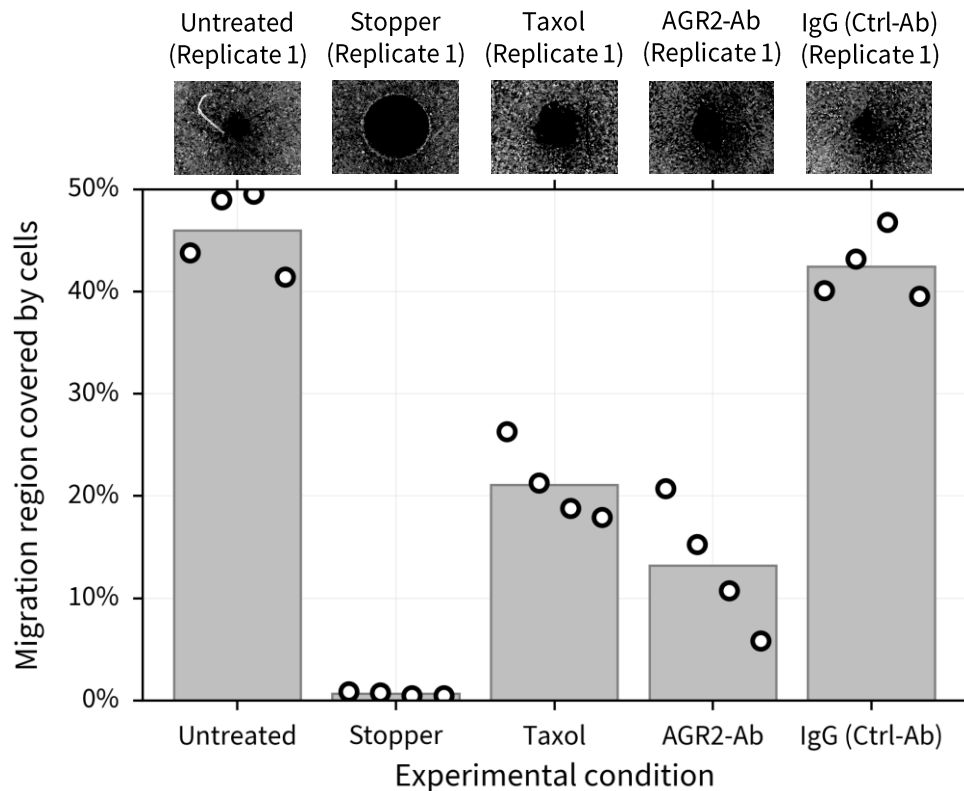 Untreated
(Replicate 1)
Stopper
(Replicate 1)
Taxol
(Replicate 1)
AGR2-Ab
(Replicate 1)
IgG (Ctrl-Ab)
(Replicate 1)
Migration region covered by cells
50%
40%
30%
20%
10%
0%
Untreated
Stopper
Taxol
AGR2-Ab
IgG (Ctrl-Ab)
Experimental condition